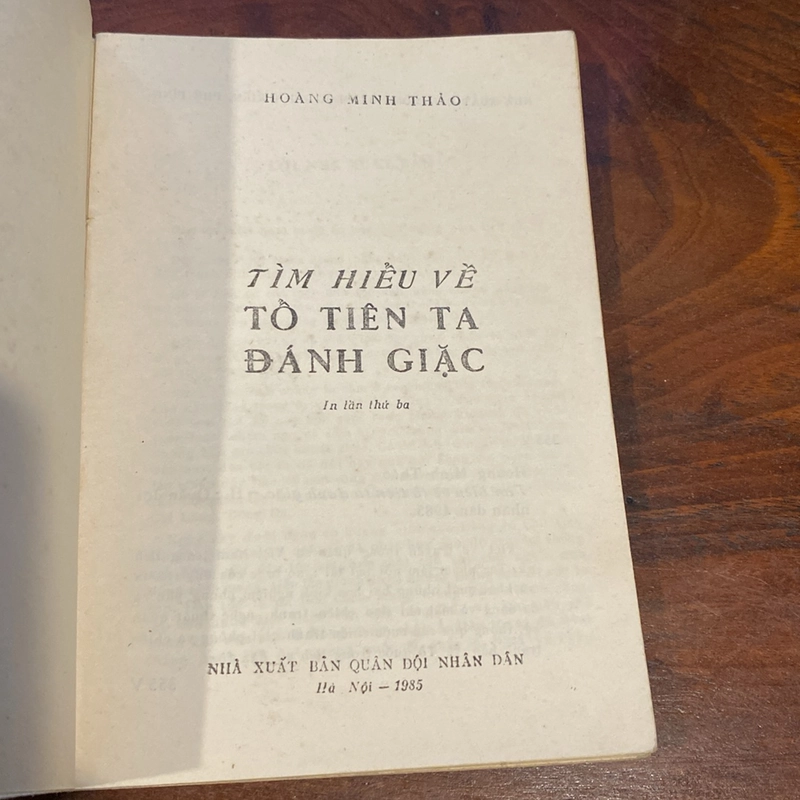 HOÀNG MINH THẢO
TÌM HIỂU VỀ
TỔ TIÊN TA
ĐÁNH GIẶC
In lần thứ ba
NHÀ XUẤT BẢN QUÂN ĐỘI NHÂN DÂN
Hà Nội — 1985